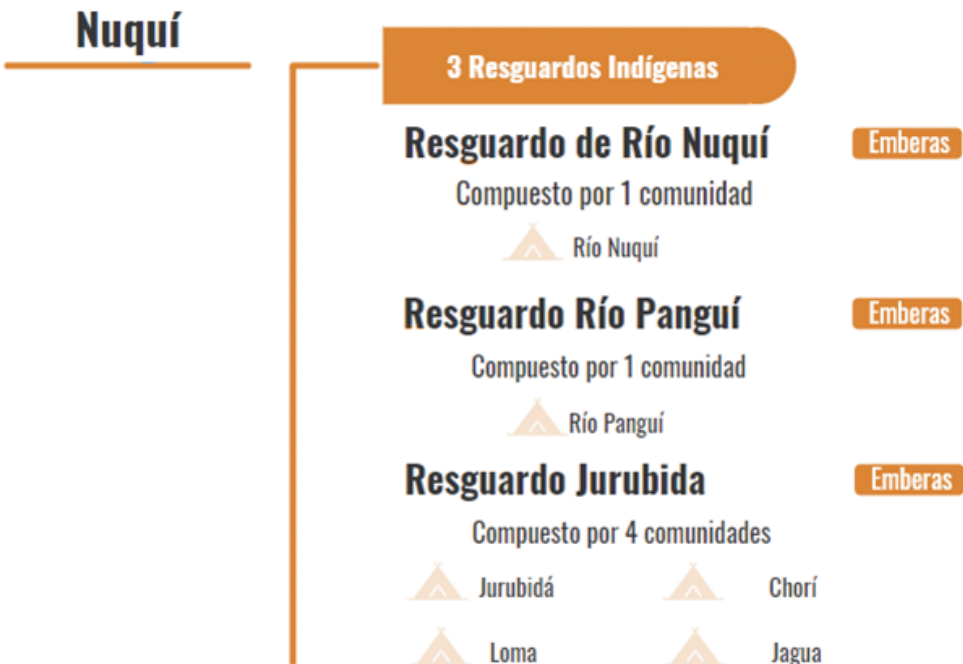 Nuquí
3 Resguardos Indígenas
Resguardo de Río Nuquí
Emberas
Compuesto por 1 comunidad
Río Nuquí
Resguardo Río Panguí
Emberas
Compuesto por 1 comunidad
Río Panguí
Resguardo Jurubida
Emberas
Compuesto por 4 comunidades
Jurubidá
Chorí
Loma
Jagua